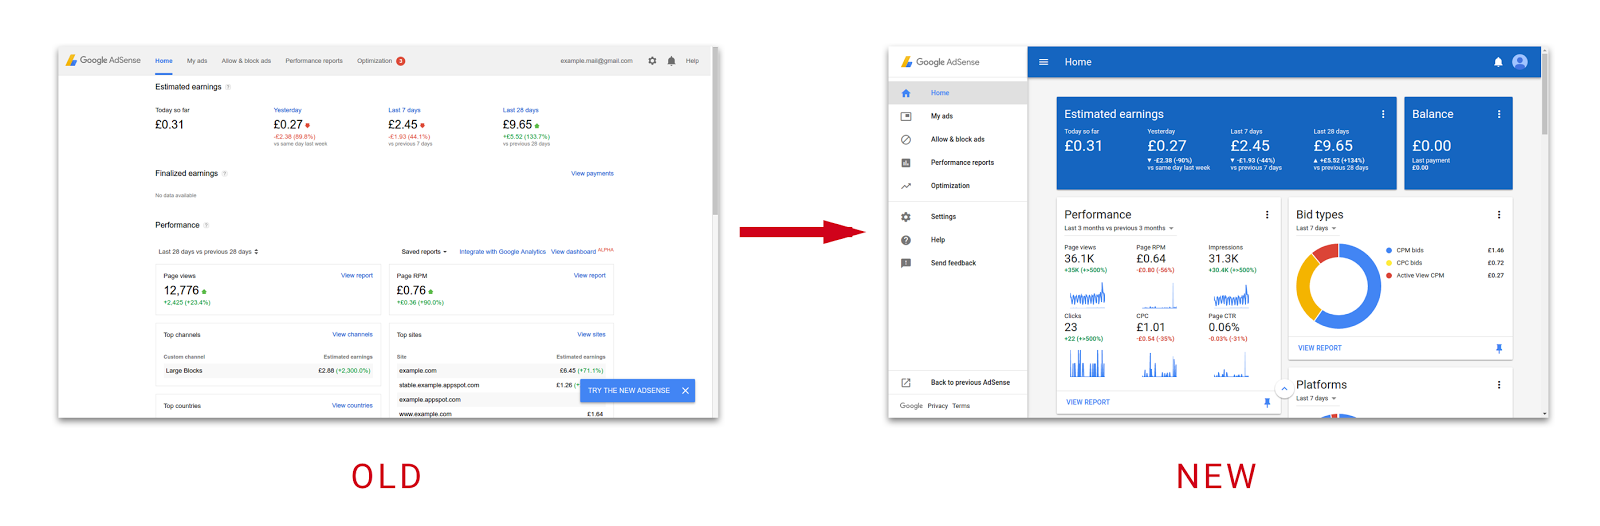 Google AdSense Home My ads Allow & block ads Performance reports Optimization 3 example.mail@gmail.com Help
Estimated earnings ?
Today so far Yesterday Last 7 days Last 28 days
£0.31 £0.27 £2.45 £9.65
-£2.38 (89.8%) -£1.93 (44.1%) +£5.52 (133.7%)
vs same day last week vs previous 7 days vs previous 28 days
Finalized earnings ? View payments
No data available
Performance ?
Last 28 days vs previous 28 days Saved reports Integrate with Google Analytics View dashboard ALPHA
Page views View report Page RPM View report
12,776 £0.76
+2,425 (+23.4%) +£0.36 (+90.0%)
Top channels View channels Top sites View sites
Custom channel Estimated earnings Site Estimated earnings
Large Blocks £2.88 (+2,300.0%) example.com £6.45 (+71.1%)
stable.example.appspot.com £1.26
example.appspot.com
TRY THE NEW ADSENSE
Top countries View countries www.example.com £1.64
OLD
Google AdSense
Home
My ads
Allow & block ads
Performance reports
Optimization
Settings
Help
Send feedback
Back to previous AdSense
Google Privacy Terms
Home
Estimated earnings
Today so far Yesterday Last 7 days Last 28 days
£0.31 £0.27 £2.45 £9.65
-£2.38 (-90%) -£1.93 (-44%) +£5.52 (+134%)
vs same day last week vs previous 7 days vs previous 28 days
Balance
£0.00
Last payment
£0.00
Performance
Last 3 months vs previous 3 months
Page views Page RPM Impressions
36.1K £0.64 31.3K
+35K (+>500%) -£0.80 (-56%) +30.4K (+>500%)
Clicks CPC Page CTR
23 £1.01 0.06%
+22 (+>500%) -£0.54 (-35%) -0.03% (-31%)
VIEW REPORT
Bid types
Last 7 days
CPM bids £1.46
CPC bids £0.72
Active View CPM £0.27
VIEW REPORT
Platforms
Last 7 days
NEW